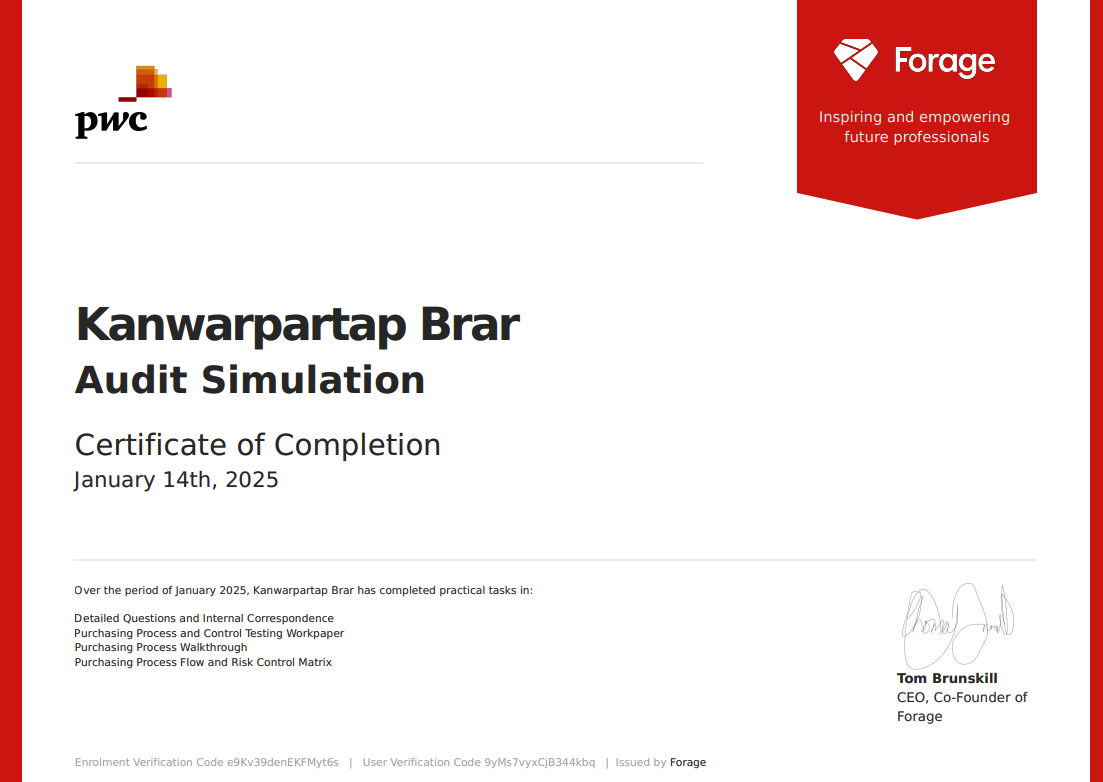 pwc
Forage
Inspiring and empowering
future professionals
Kanwarpartap Brar
Audit Simulation
Certificate of Completion
January 14th, 2025
Over the period of January 2025, Kanwarpartap Brar has completed practical tasks in:
Detailed Questions and Internal Correspondence
Purchasing Process and Control Testing Workpaper
Purchasing Process Walkthrough
Purchasing Process Flow and Risk Control Matrix
Tom Brunskill
CEO, Co-Founder of
Forage
Enrolment Verification Code e9Kv39denEKFMyt6s | User Verification Code 9yMs7vyxCjB344kbq | Issued by Forage